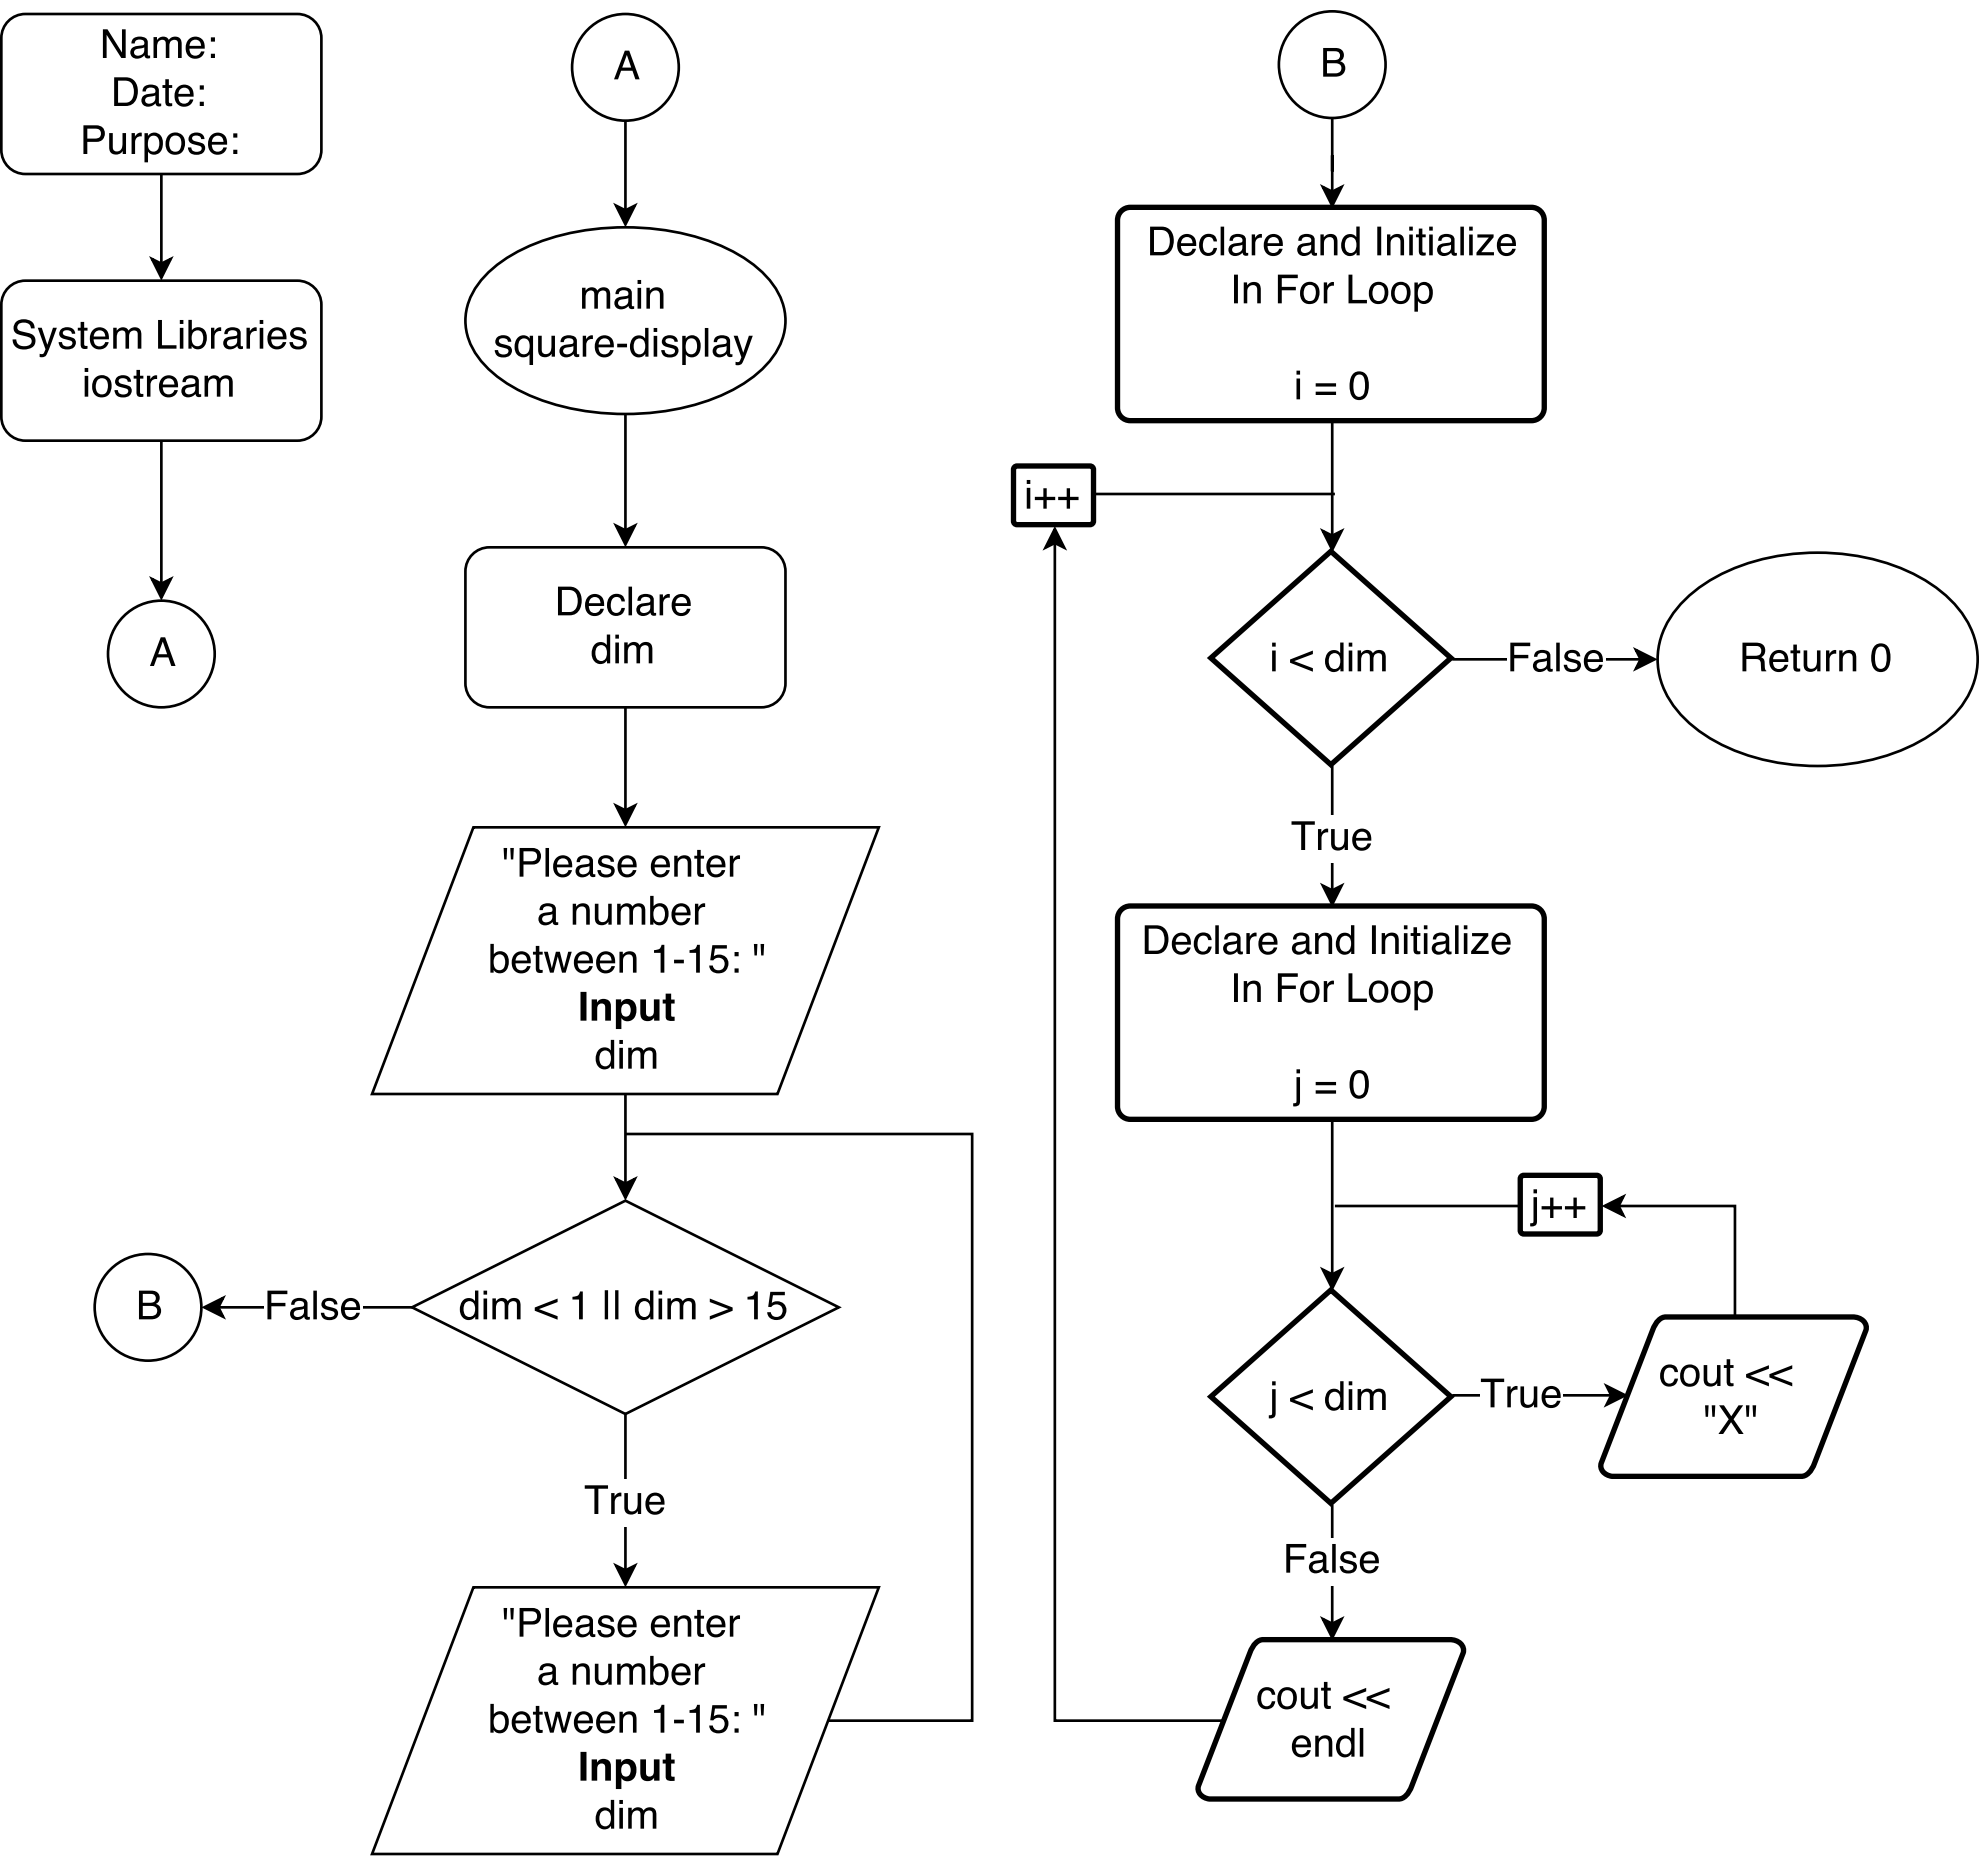 Name:
Date:
Purpose:
System Libraries
iostream
A
A
main
square-display
Declare
dim
"Please enter
a number
between 1-15: "
Input
dim
dim < 1 || dim > 15
False
B
True
"Please enter
a number
between 1-15: "
Input
dim
B
Declare and Initialize
In For Loop
i = 0
i++
i < dim
False
Return 0
True
Declare and Initialize
In For Loop
j = 0
j++
j < dim
True
cout <<
"X"
False
cout <<
endl